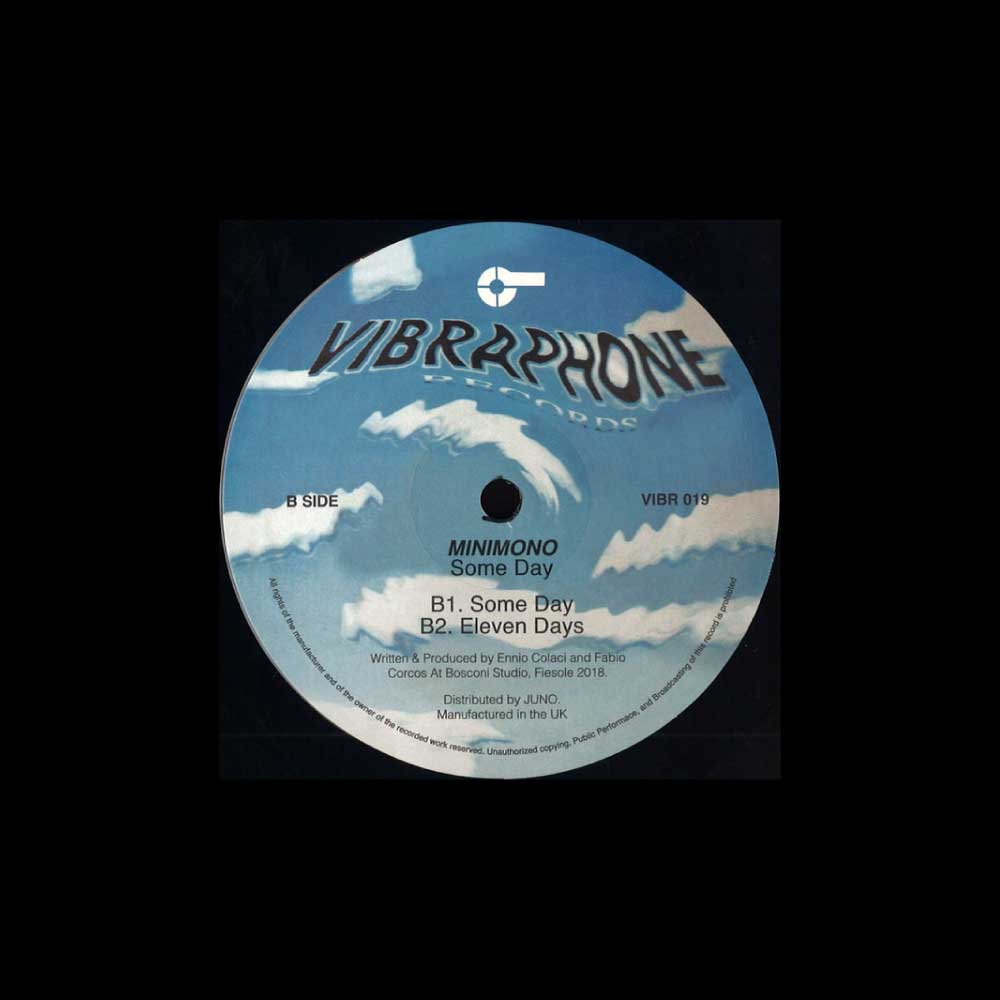 VIBRAPHONE
RECORDS
B SIDE
VIBR 019
MINIMONO
Some Day
B1. Some Day
B2. Eleven Days
Written & Produced by Ennio Colaci and Fabio
Corcos At Bosconi Studio, Fiesole 2018.
Distributed by JUNO.
Manufactured in the UK
All rights of the manufacturer and of the owner of the recorded work reserved. Unauthorized copying, Public Performace, and Broadcasting of this record is prohibited